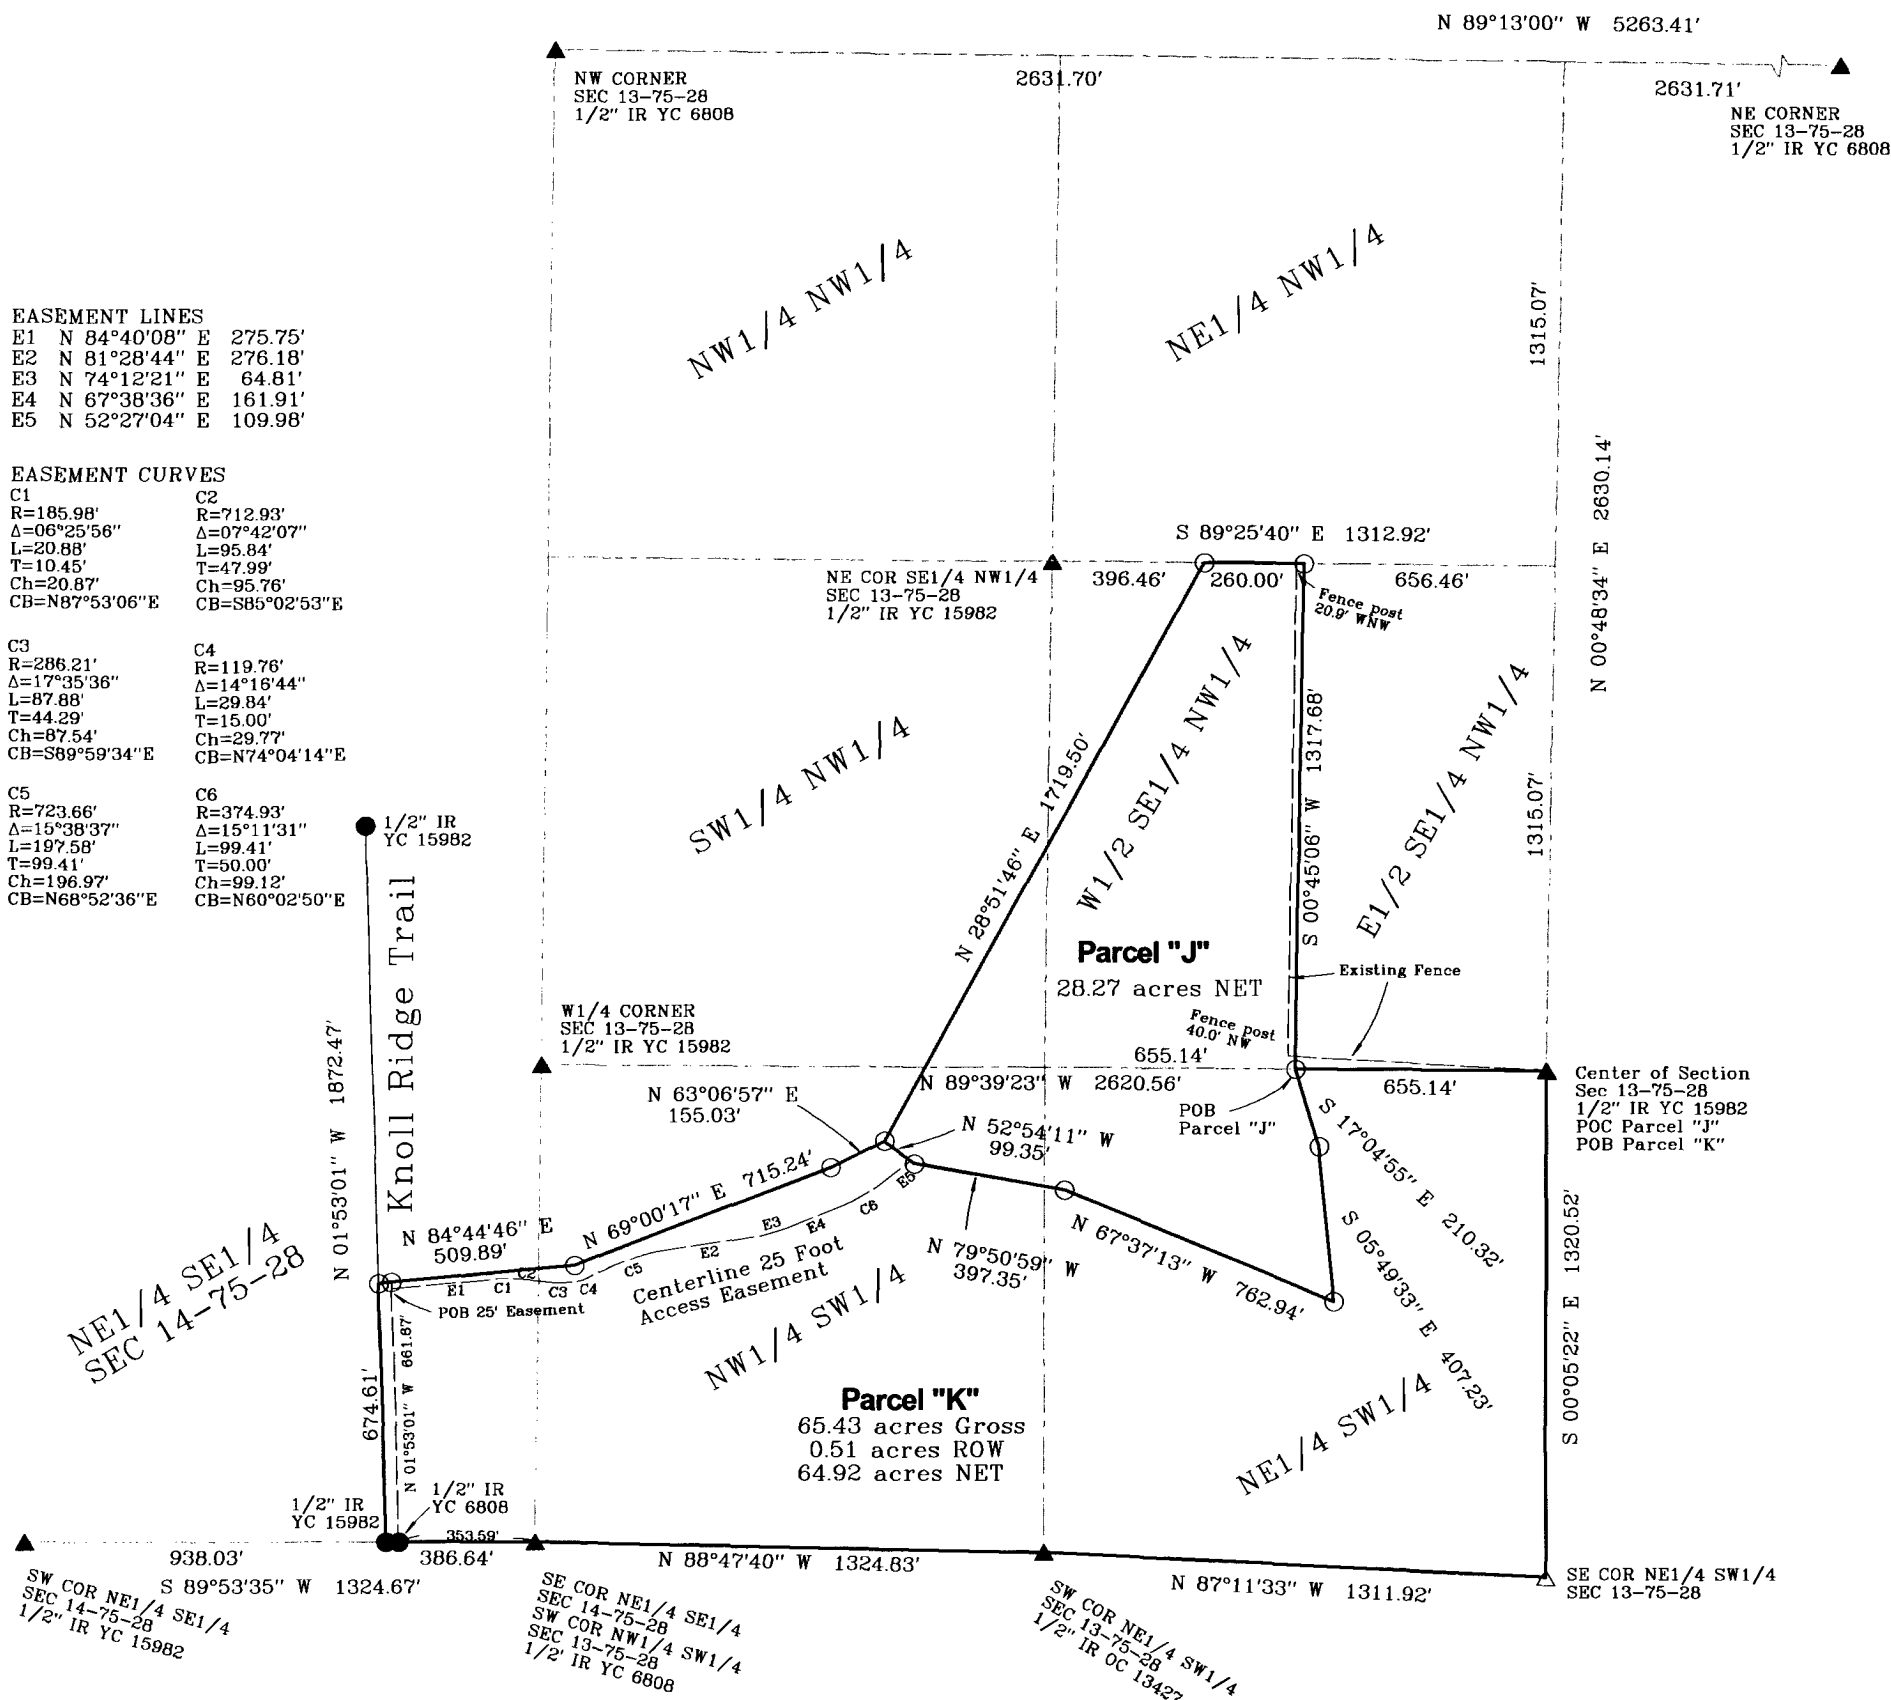 N 89°13'00" W 5263.41'
NW CORNER
SEC 13-75-28
1/2" IR YC 6808
2631.70'
2631.71'
NE CORNER
SEC 13-75-28
1/2" IR YC 6808
NW1/4 NW1/4
NE1/4 NW1/4
1315.07'
N 00°48'34" E 2630.14'
EASEMENT LINES
E1 N 84°40'08" E 275.75'
E2 N 81°28'44" E 276.18'
E3 N 74°12'21" E 64.81'
E4 N 67°38'36" E 161.91'
E5 N 52°27'04" E 109.98'
EASEMENT CURVES
C1
R=185.98'
Δ=06°25'56"
L=20.88'
T=10.45'
Ch=20.87'
CB=N87°53'06"E
C2
R=712.93'
Δ=07°42'07"
L=95.84'
T=47.99'
Ch=95.76'
CB=S85°02'53"E
C3
R=286.21'
Δ=17°35'36"
L=87.88'
T=44.29'
Ch=87.54'
CB=S89°59'34"E
C4
R=119.76'
Δ=14°16'44"
L=29.84'
T=15.00'
Ch=29.77'
CB=N74°04'14"E
C5
R=723.66'
Δ=15°38'37"
L=197.58'
T=99.41'
Ch=196.97'
CB=N68°52'36"E
C6
R=374.93'
Δ=15°11'31"
L=99.41'
T=50.00'
Ch=99.12'
CB=N60°02'50"E
S 89°25'40" E 1312.92'
NE COR SE1/4 NW1/4
SEC 13-75-28
1/2" IR YC 15982
396.46'
260.00'
656.46'
Fence post
20.9' WNW
SW1/4 NW1/4
W1/2 SE1/4 NW1/4
E1/2 SE1/4 NW1/4
N 28°51'46" E 1719.50'
S 00°45'06" W 1317.68'
1315.07'
1/2" IR
YC 15982
Knoll Ridge Trail
N 01°53'01" W 1872.47'
Parcel "J"
28.27 acres NET
Existing Fence
Fence post
40.0' NW
W1/4 CORNER
SEC 13-75-28
1/2" IR YC 15982
655.14'
N 89°39'23" W 2620.56'
655.14'
Center of Section
Sec 13-75-28
1/2" IR YC 15982
POC Parcel "J"
POB Parcel "K"
POB
Parcel "J"
N 63°06'57" E
155.03'
N 52°54'11" W
99.35'
S 17°04'55" E 210.32'
S 05°49'33" E 407.23'
N 84°44'46" E
509.89'
N 69°00'17" E 715.24'
N 79°50'59" W
397.35'
N 67°37'13" W 762.94'
E1
C1
C2
C3
C4
C5
E2
E3
E4
C6
E5
Centerline 25 Foot
Access Easement
POB 25' Easement
NE1/4 SE1/4
SEC 14-75-28
NW1/4 SW1/4
NE1/4 SW1/4
S 00°05'22" E 1320.52'
674.61'
N 01°53'01" W 661.87'
Parcel "K"
65.43 acres Gross
0.51 acres ROW
64.92 acres NET
1/2" IR
YC 15982
1/2" IR
YC 6808
353.59'
938.03'
386.64'
S 89°53'35" W 1324.67'
N 88°47'40" W 1324.83'
N 87°11'33" W 1311.92'
SW COR NE1/4 SE1/4
SEC 14-75-28
1/2" IR YC 15982
SE COR NE1/4 SE1/4
SEC 14-75-28
SW COR NW1/4 SW1/4
SEC 13-75-28
1/2' IR YC 6808
SW COR NE1/4 SW1/4
SEC 13-75-28
1/2" IR OC 13427
SE COR NE1/4 SW1/4
SEC 13-75-28